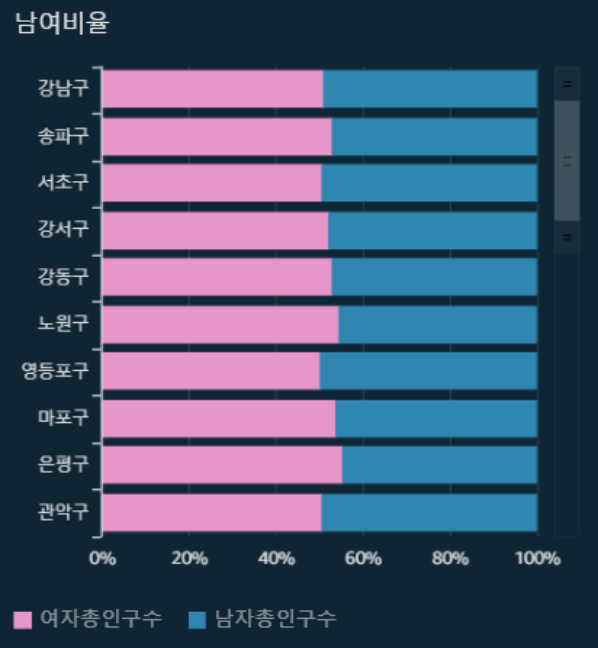 남여비율
강남구
송파구
서초구
강서구
강동구
노원구
영등포구
마포구
은평구
관악구
0% 20% 40% 60% 80% 100%
여자총인구수 남자총인구수